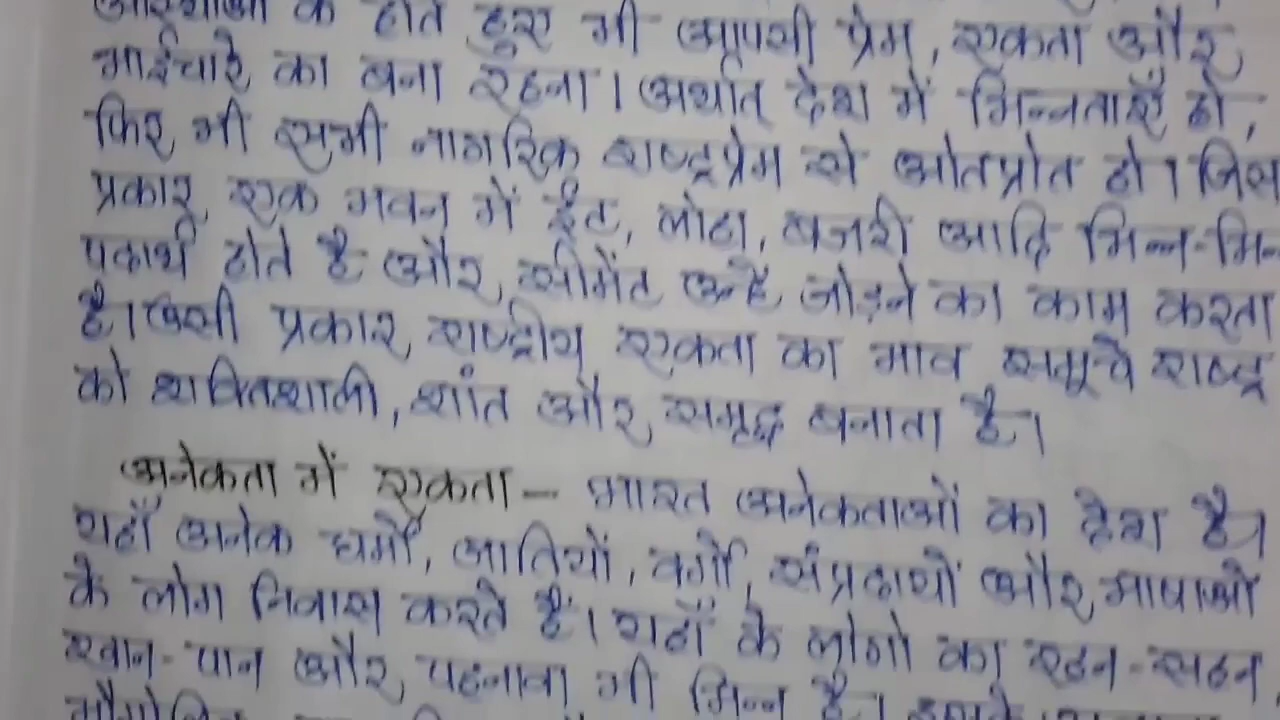 के होते हुए भी आपसी प्रेम, एकता और
भाईचारे का बना रहना। अर्थात् देश में भिन्नताएँ हो,
फिर भी सभी नागरिक राष्ट्रप्रेम से ओतप्रोत हो। जिस
प्रकार एक भवन में ईंट, लोहा, बजरी आदि भिन्न-भिन
पदार्थ होते है और सीमेंट उन्हें जोड़ने का काम करता
है। उसी प्रकार राष्ट्रीय एकता का भाव समूचे राष्ट्र
को शक्तिशाली, शांत और समृद्ध बनाता है।
अनेकता में एकता – भारत अनेकताओं का देश है।
यहाँ अनेक धर्मों, जातियों, वर्गो, संप्रदायों और भाषाओं
के लोग निवास करते हैं। यहाँ के लोगो का रहन-सहन
खान-पान और पहनावा भी भिन्न है।